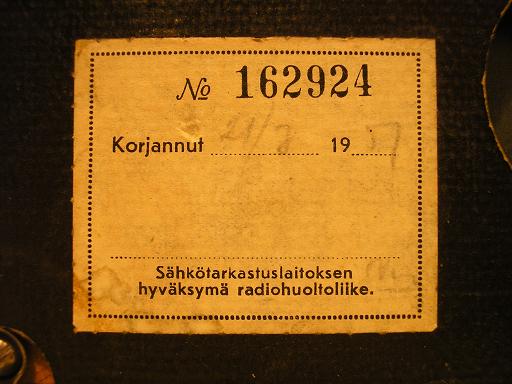 № 162924
Korjannut 19
Sähkötarkastuslaitoksen
hyväksymä radiohuoltoliike.